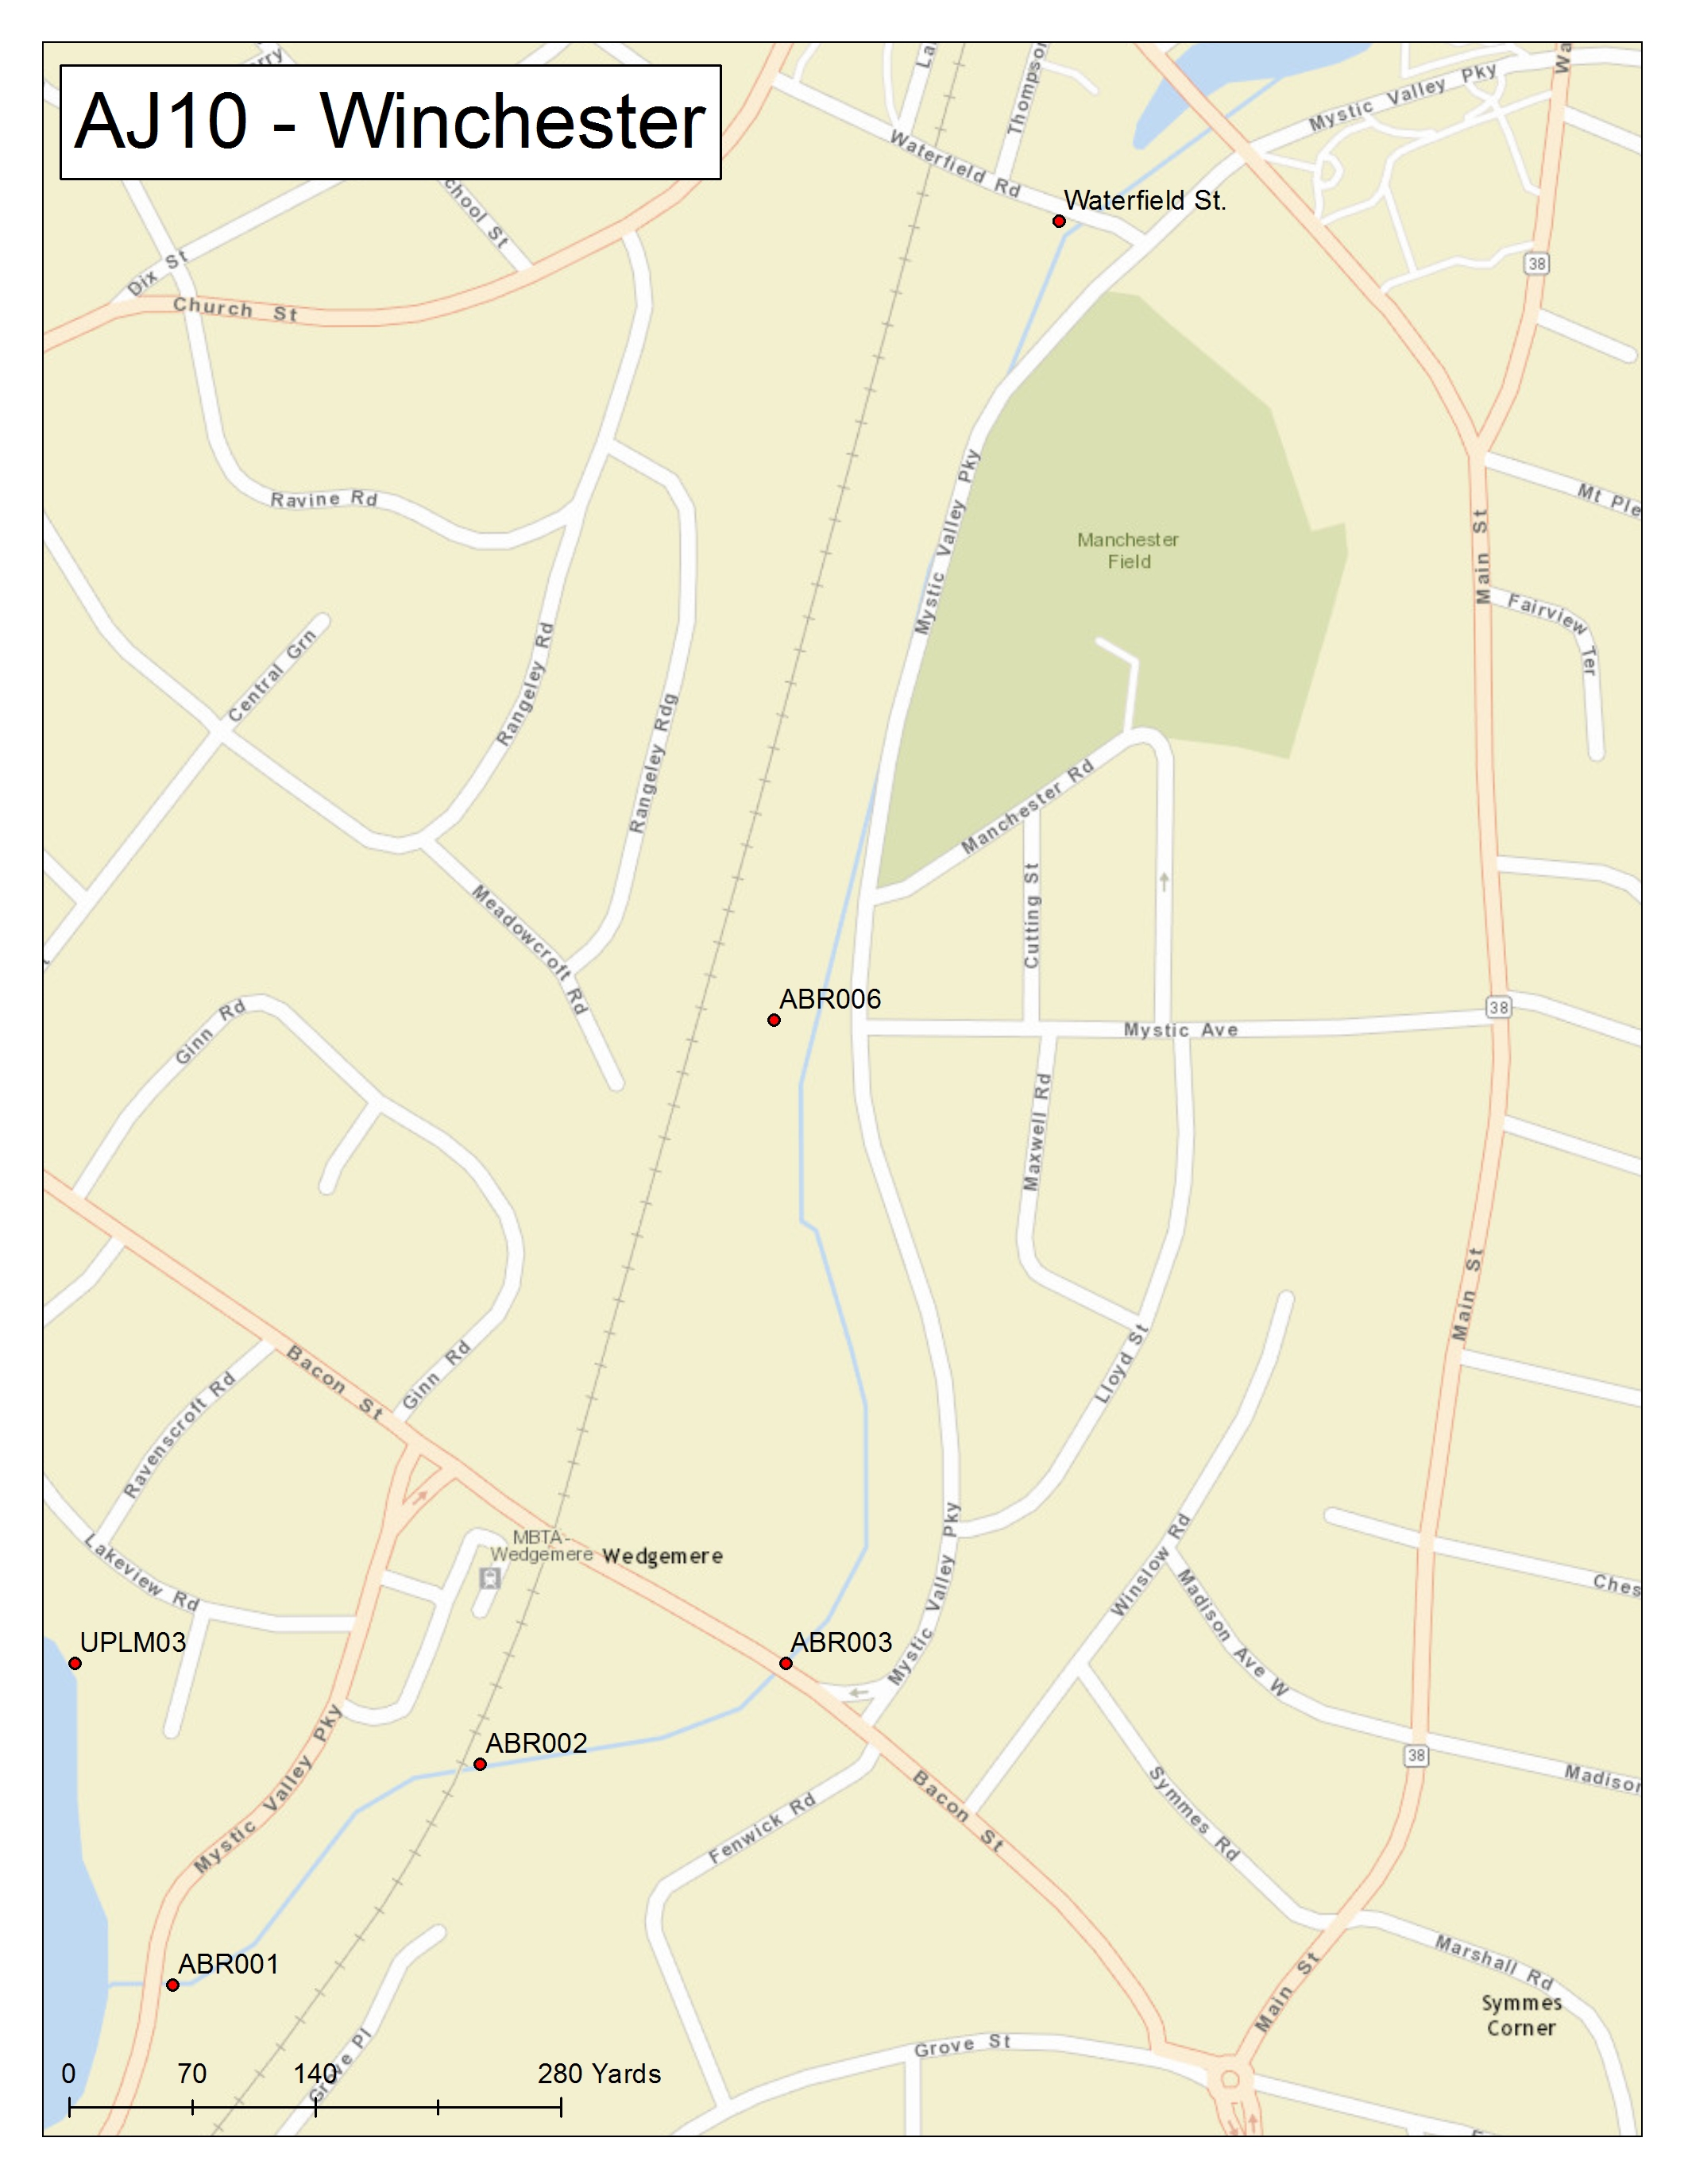 AJ10 - Winchester
Mystic Valley Pky
Thompson
Waterfield Rd
Waterfield St.
chool St
Dix St
Church St
38
Ravine Rd
Mystic Valley Pky
Manchester
Field
Main St
Mt Ple
Fairview Ter
Central Grn
Rangeley Rd
Rangeley Rdg
Manchester Rd
Meadowcroft Rd
Cutting St
ABR006
Ginn Rd
Mystic Ave
38
Maxwell Rd
Main St
Lloyd St
Bacon St
Ginn Rd
Ravenscroft Rd
MBTA-
Wedgemere
Wedgemere
Mystic Valley Pky
Winslow Rd
Ches
Lakeview Rd
Madison Ave W
UPLM03
ABR003
ABR002
38
Madison
Mystic Valley Pky
Fenwick Rd
Bacon St
Symmes Rd
ABR001
Marshall Rd
Main St
Symmes
Corner
Grove St
Grove Pl
0 70 140 280 Yards